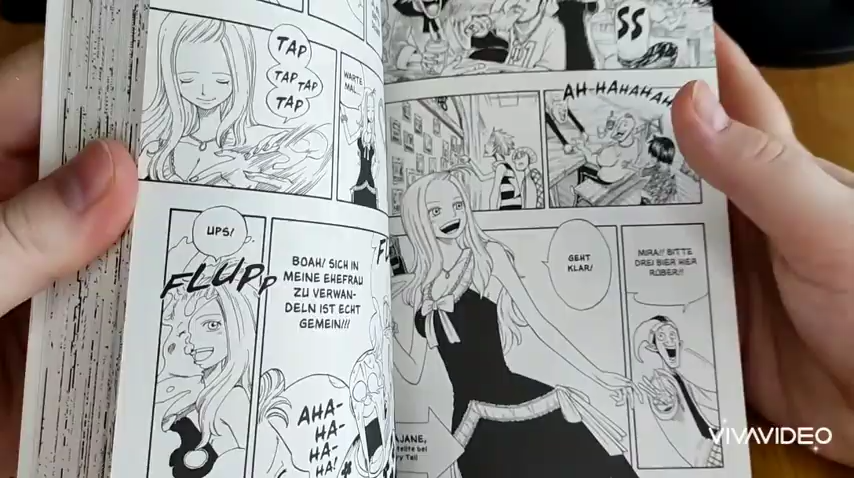 TAP
TAP TAP
TAP
WARTE
MAL...
UPS!
FLUPP
BOAH! SICH IN
MEINE EHEFRAU
ZU VERWAN-
DELN IST ECHT
GEMEIN!!!
AHA-
HA-
HA-
HA!
SS
AH-HAHAHAH
GEHT
KLAR!
MIRA!! BITTE
DREI BIER HIER
RÜBER!!
AJANE,
VIVAVIDEO